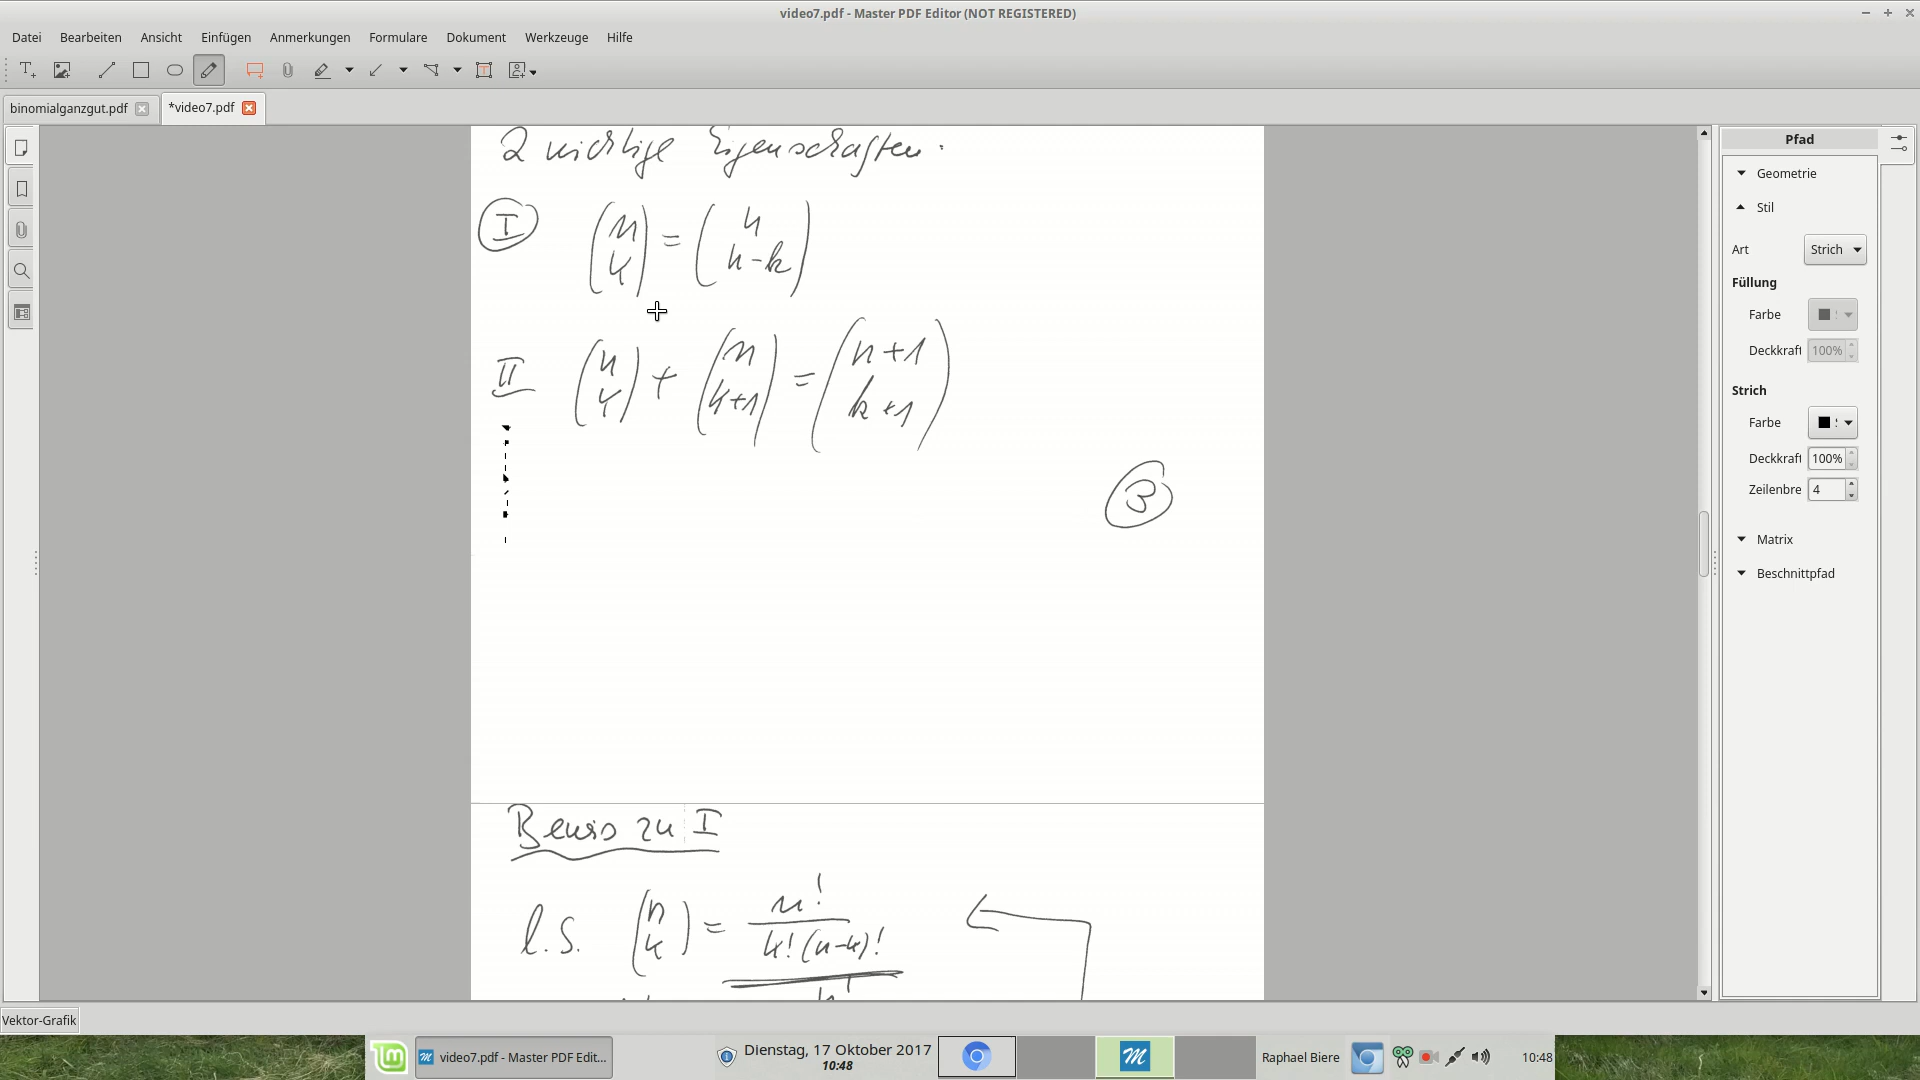 video7.pdf - Master PDF Editor (NOT REGISTERED)
Datei Bearbeiten Ansicht Einfügen Anmerkungen Formulare Dokument Werkzeuge Hilfe
binomialganzgut.pdf *video7.pdf
2 wichtige Eigenschaften:
I (n k) = (n n-k)
II (n k) + (n k+1) = (n+1 k+1)
3
Beweis zu I
l.S. (n k) = n! / k!(n-k)!
n!
Pfad
Geometrie
Stil
Art Strich
Füllung
Farbe
Deckkraft 100%
Strich
Farbe
Deckkraft 100%
Zeilenbre 4
Matrix
Beschnittpfad
Vektor-Grafik
video7.pdf - Master PDF Edit...
Dienstag, 17 Oktober 2017
10:48
Raphael Biere
10:48